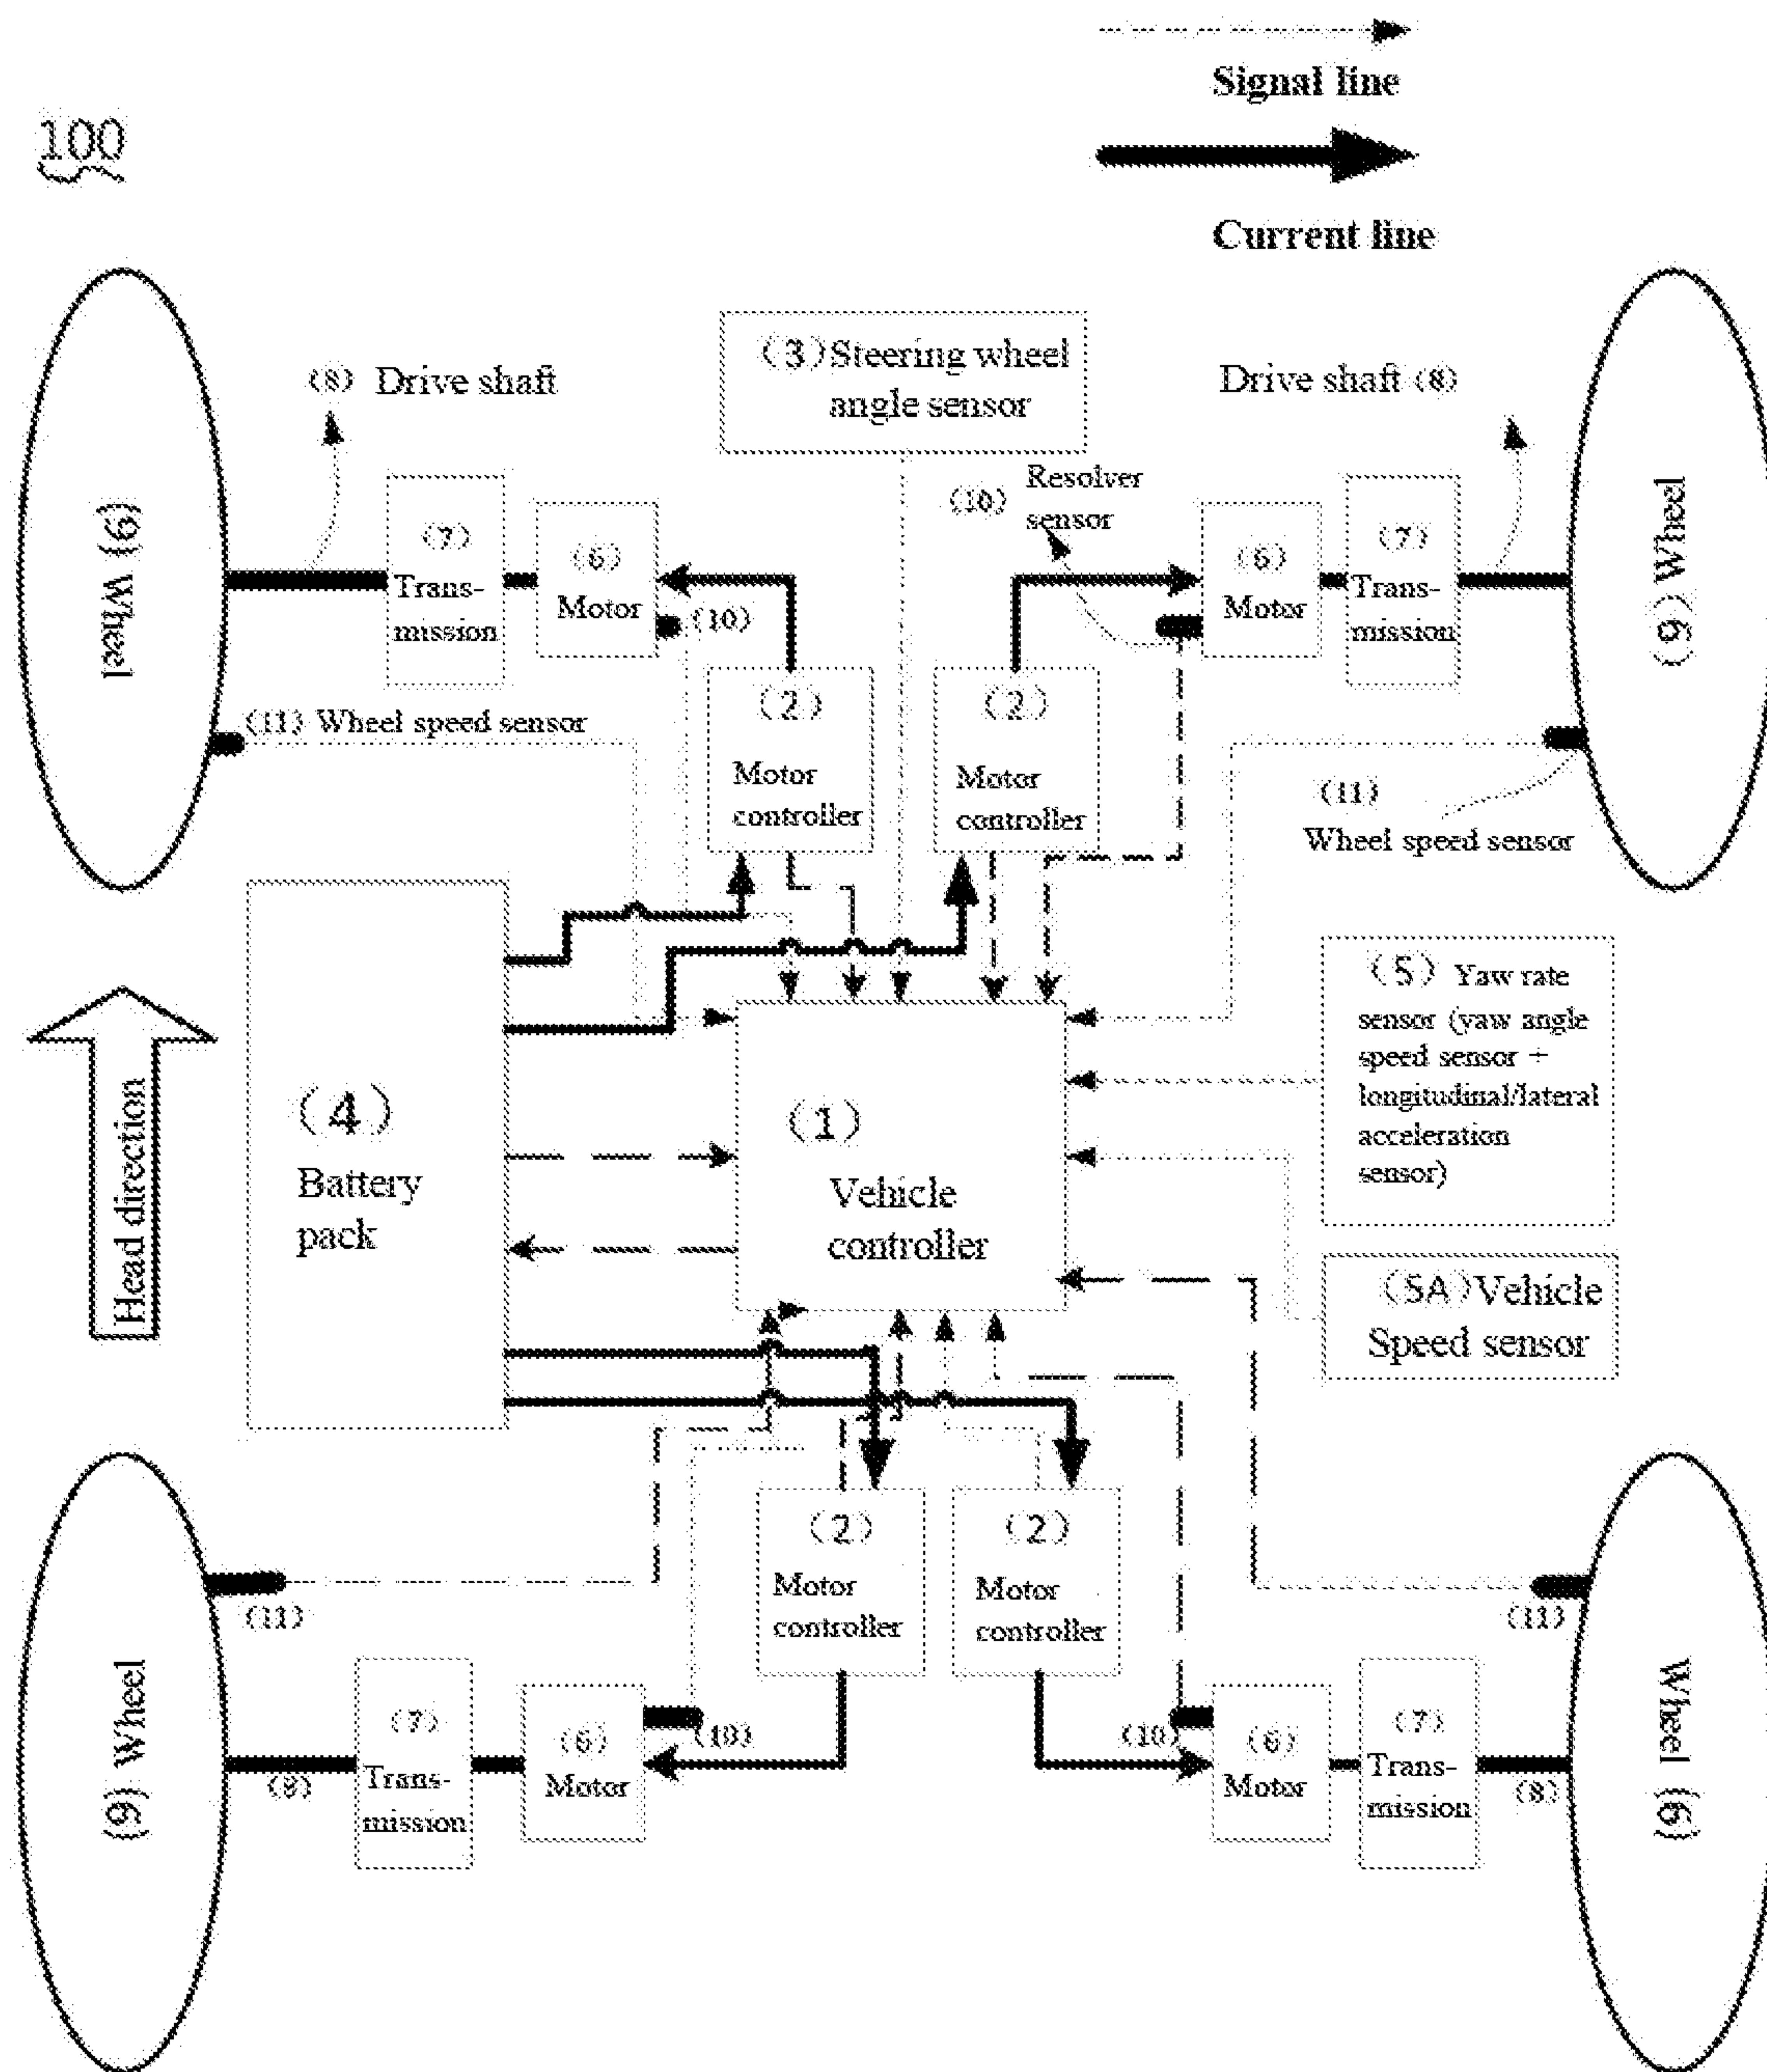 Signal line
100
Current line
(3) Steering wheel
angle sensor
(8) Drive shaft
Drive shaft (8)
(10) Resolver
sensor
(9) Wheel
(7)
Trans-
mission
(6)
Motor
(10)
(6)
Motor
(7)
Trans-
mission
(9) Wheel
(11) Wheel speed sensor
(2)
Motor
controller
(2)
Motor
controller
(11)
Wheel speed sensor
Head direction
(4)
Battery
pack
(1)
Vehicle
controller
(5) Yaw rate
sensor (yaw angle
speed sensor +
longitudinal/lateral
acceleration
sensor)
(5A) Vehicle
Speed sensor
(2)
Motor
controller
(2)
Motor
controller
(11)
(11)
(9) Wheel
(8)
(7)
Trans-
mission
(6)
Motor
(10)
(10)
(6)
Motor
(7)
Trans-
mission
(8)
Wheel (6)